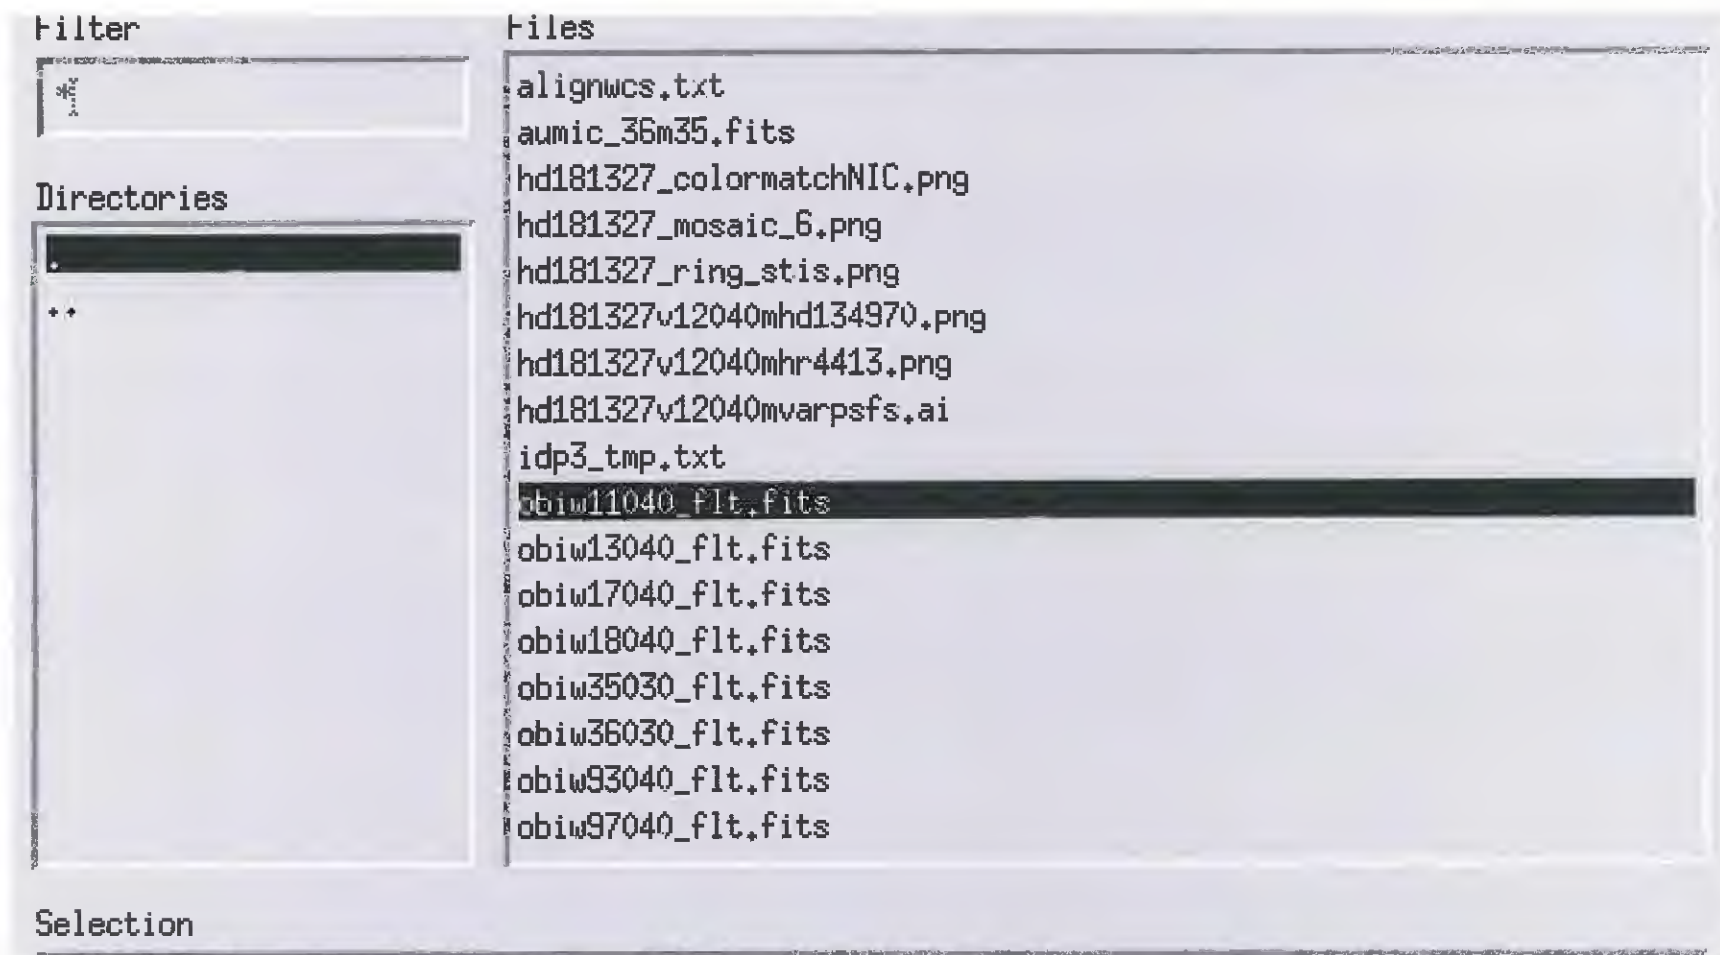 Filter
*
Directories
.
..
Files
alignwcs.txt
aumic_36m35.fits
hd181327_colormatchNIC.png
hd181327_mosaic_6.png
hd181327_ring_stis.png
hd181327v12040mhd134970.png
hd181327v12040mhr4413.png
hd181327v12040mvarpsfs.ai
idp3_tmp.txt
obiw11040_flt.fits
obiw13040_flt.fits
obiw17040_flt.fits
obiw18040_flt.fits
obiw35030_flt.fits
obiw36030_flt.fits
obiw93040_flt.fits
obiw97040_flt.fits
Selection